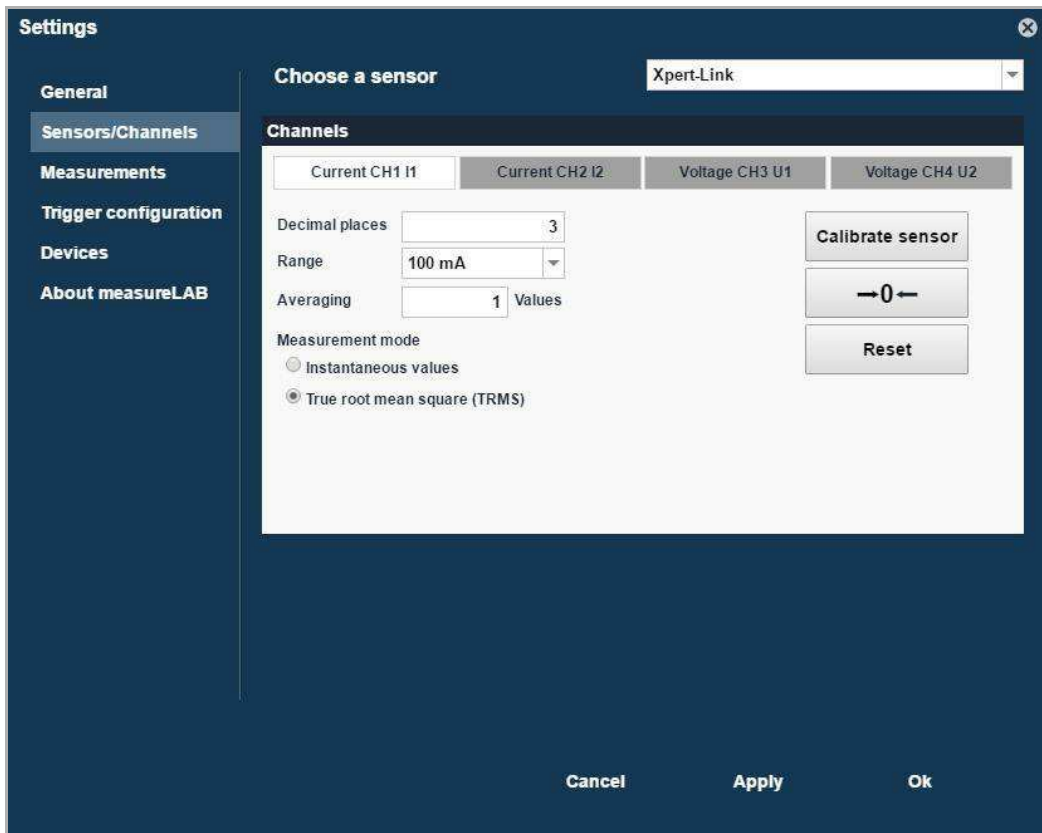 Settings
General
Sensors/Channels
Measurements
Trigger configuration
Devices
About measureLAB
Choose a sensor
Xpert-Link
Channels
Current CH1 I1
Current CH2 I2
Voltage CH3 U1
Voltage CH4 U2
Decimal places 3
Range 100 mA
Averaging 1 Values
Measurement mode
Instantaneous values
True root mean square (TRMS)
Calibrate sensor
→0←
Reset
Cancel
Apply
Ok